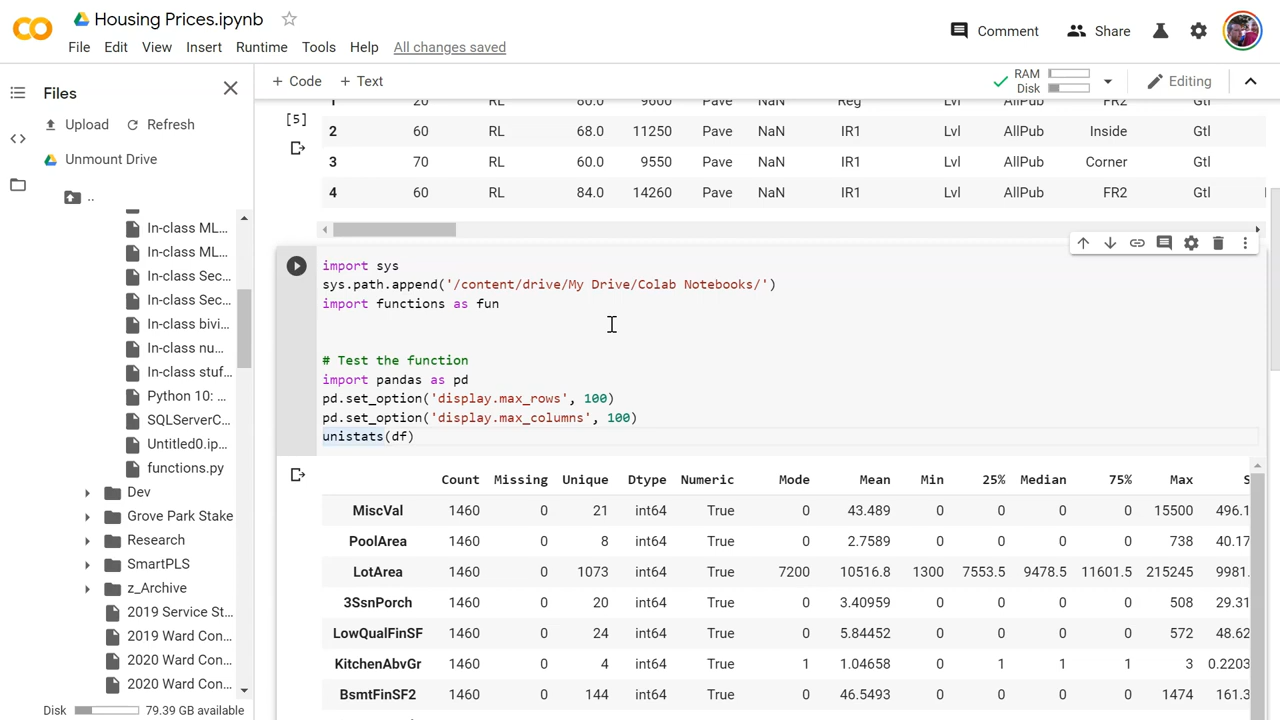 Housing Prices.ipynb
File Edit View Insert Runtime Tools Help All changes saved
Comment Share
Files
Upload Refresh
Unmount Drive
..
In-class ML...
In-class ML...
In-class Sec...
In-class Sec...
In-class bivi...
In-class nu...
In-class stuf...
Python 10: ...
SQLServerC...
Untitled0.ip...
functions.py
Dev
Grove Park Stake
Research
SmartPLS
z_Archive
2019 Service St...
2019 Ward Con...
2020 Ward Con...
2020 Ward Con...
Disk 79.39 GB available
+ Code + Text
RAM
Disk
Editing
[5]
1 20 RL 80.0 9600 Pave NaN Reg Lvl AllPub FR2 Gtl
2 60 RL 68.0 11250 Pave NaN IR1 Lvl AllPub Inside Gtl
3 70 RL 60.0 9550 Pave NaN IR1 Lvl AllPub Corner Gtl
4 60 RL 84.0 14260 Pave NaN IR1 Lvl AllPub FR2 Gtl
import sys
sys.path.append('/content/drive/My Drive/Colab Notebooks/')
import functions as fun
# Test the function
import pandas as pd
pd.set_option('display.max_rows', 100)
pd.set_option('display.max_columns', 100)
unistats(df)
Count Missing Unique Dtype Numeric Mode Mean Min 25% Median 75% Max S
MiscVal 1460 0 21 int64 True 0 43.489 0 0 0 0 15500 496.1
PoolArea 1460 0 8 int64 True 0 2.7589 0 0 0 0 738 40.17
LotArea 1460 0 1073 int64 True 7200 10516.8 1300 7553.5 9478.5 11601.5 215245 9981.
3SsnPorch 1460 0 20 int64 True 0 3.40959 0 0 0 0 508 29.31
LowQualFinSF 1460 0 24 int64 True 0 5.84452 0 0 0 0 572 48.62
KitchenAbvGr 1460 0 4 int64 True 1 1.04658 0 1 1 1 3 0.2203
BsmtFinSF2 1460 0 144 int64 True 0 46.5493 0 0 0 0 1474 161.3